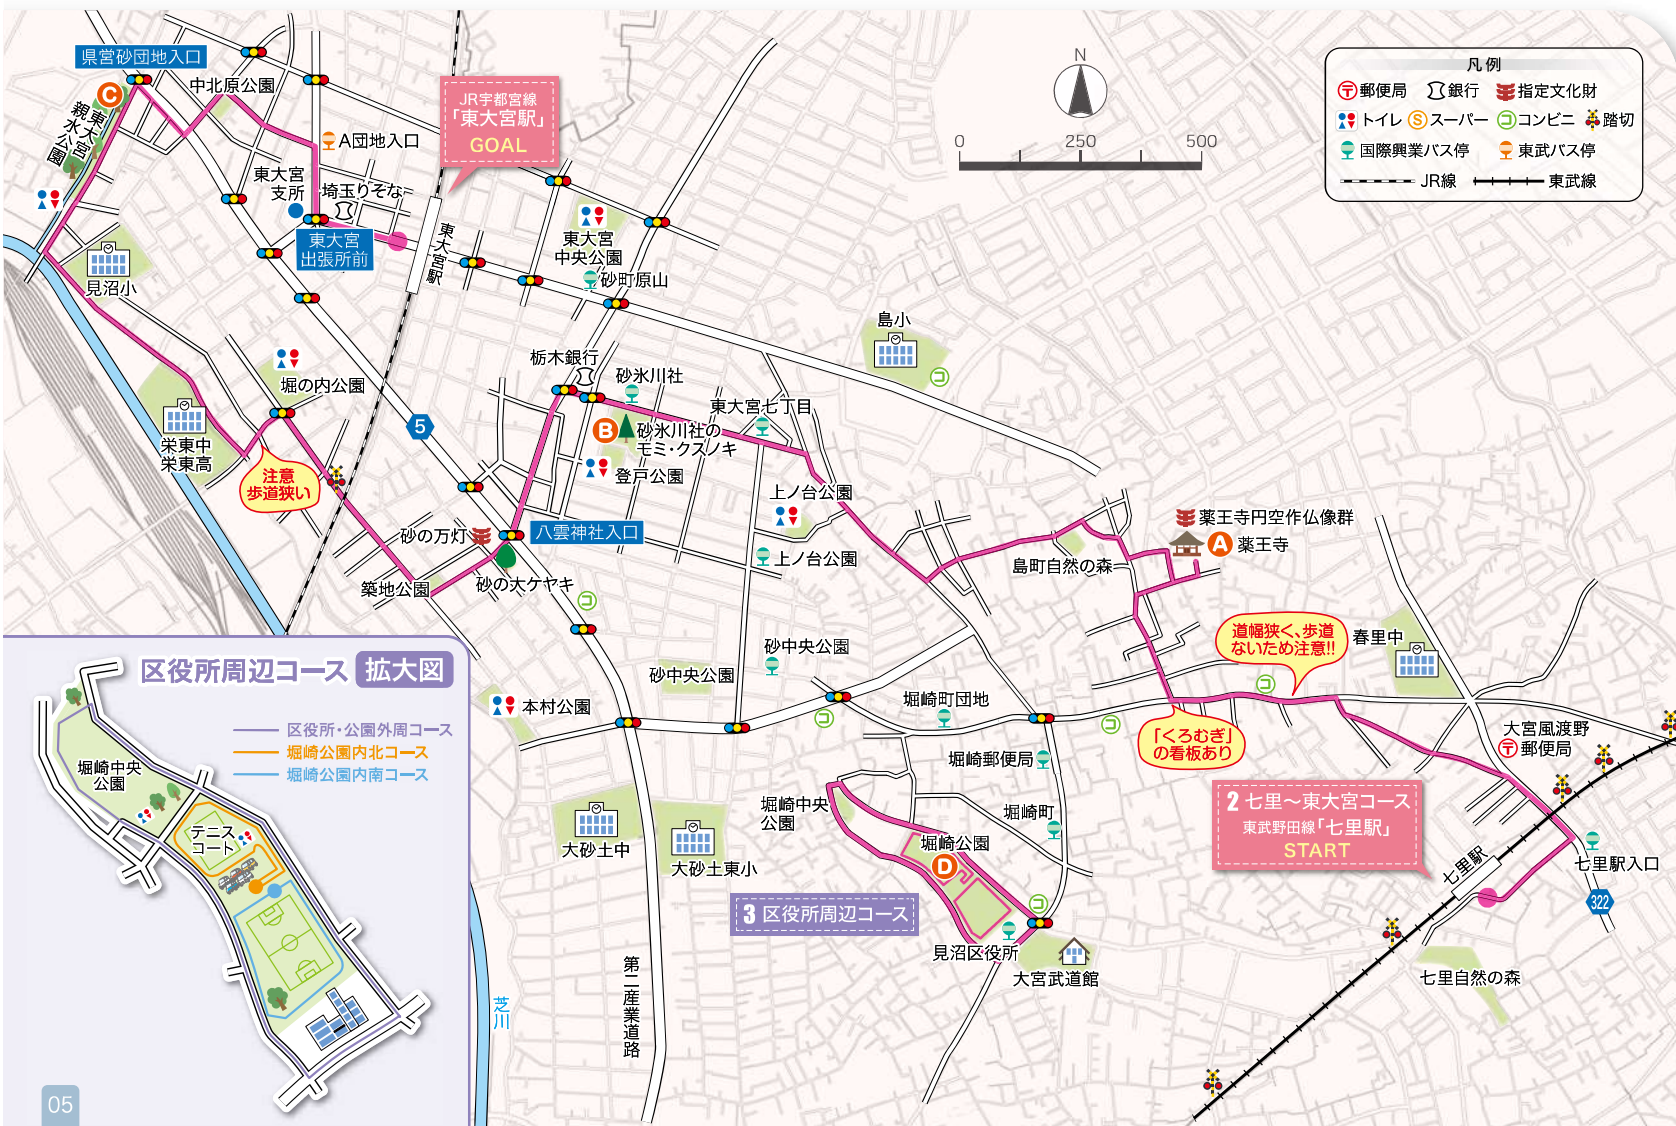 県営砂団地入口
中北原公園
C
東大宮
親水公園
A団地入口
JR宇都宮線
「東大宮駅」
GOAL
東大宮
支所
埼玉りそな
東大宮
出張所前
東大宮駅
東大宮
中央公園
砂町原山
見沼小
N
0 250 500
凡例
郵便局 銀行 指定文化財
トイレ Ⓢスーパー コ コンビニ 踏切
国際興業バス停 東武バス停
JR線 東武線
島小
コ
堀の内公園
5
栃木銀行
砂氷川社
東大宮七丁目
B
砂氷川社の
モミ・クスノキ
登戸公園
栄東中
栄東高
注意
歩道狭い
上ノ台公園
上ノ台公園
砂の万灯
八雲神社入口
砂の大ケヤキ
築地公園
コ
薬王寺円空作仏像群
A
薬王寺
島町自然の森
道幅狭く、歩道
ないため注意!!
春里中
コ
砂中央公園
砂中央公園
本村公園
堀崎町団地
コ
コ
「くろむぎ」
の看板あり
大宮風渡野
郵便局
堀崎郵便局
堀崎町
堀崎中央
公園
堀崎公園
D
2 七里〜東大宮コース
東武野田線「七里駅」
START
七里駅
七里駅入口
322
大砂土中
大砂土東小
3 区役所周辺コース
コ
見沼区役所
大宮武道館
七里自然の森
第二産業道路
芝川
区役所周辺コース 拡大図
区役所・公園外周コース
堀崎公園内北コース
堀崎公園内南コース
堀崎中央
公園
テニス
コート
05